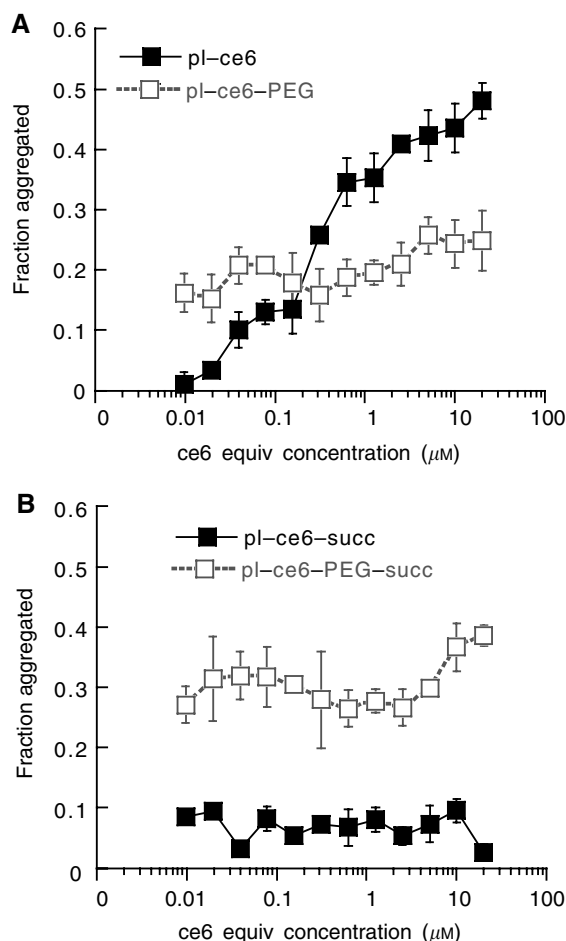 A
0.6
pl–ce6
pl–ce6–PEG
0.5
0.4
0.3
0.2
0.1
0
Fraction aggregated
0 0.01 0.1 1 10 100
ce6 equiv concentration (μM)
B
0.6
pl–ce6–succ
pl–ce6–PEG–succ
0.5
0.4
0.3
0.2
0.1
0
Fraction aggregated
0 0.01 0.1 1 10 100
ce6 equiv concentration (μM)